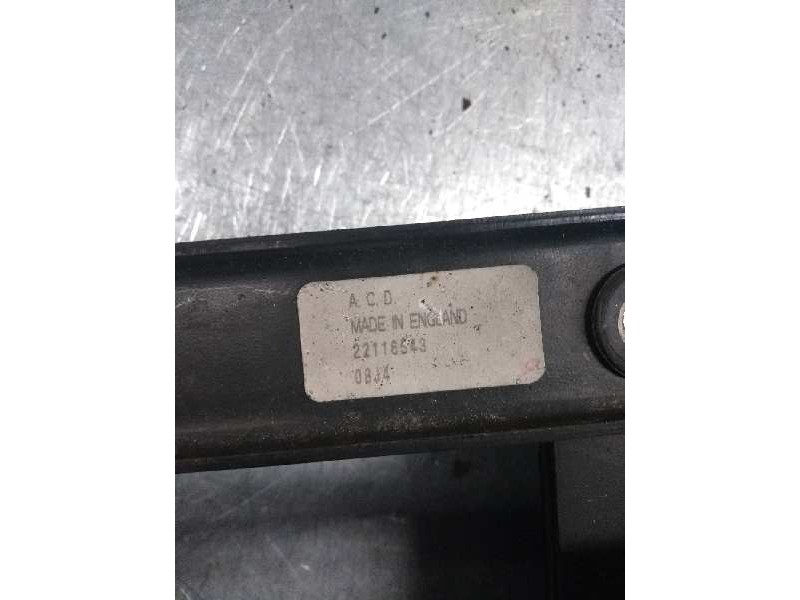 A. C. D.
MADE IN ENGLAND
22116543
08J4